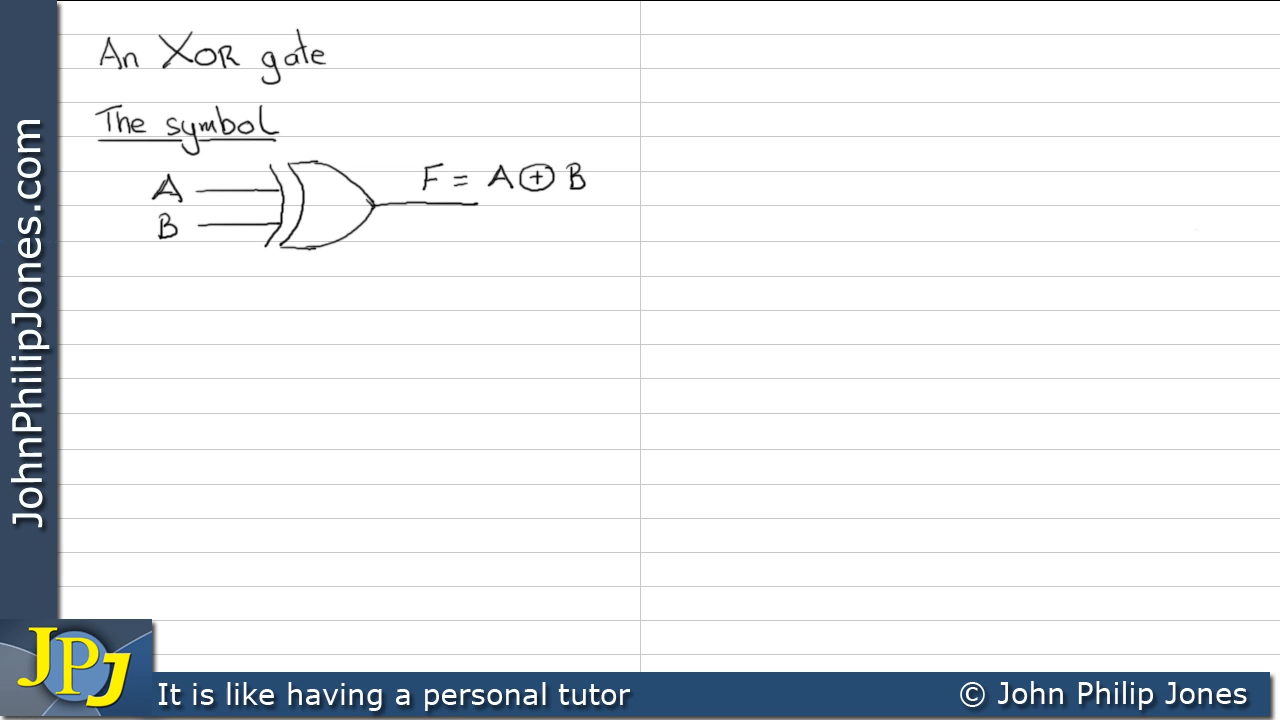 An XOR gate
The symbol
A
B
F = A ⊕ B
JohnPhilipJones.com
JPJ
It is like having a personal tutor
© John Philip Jones